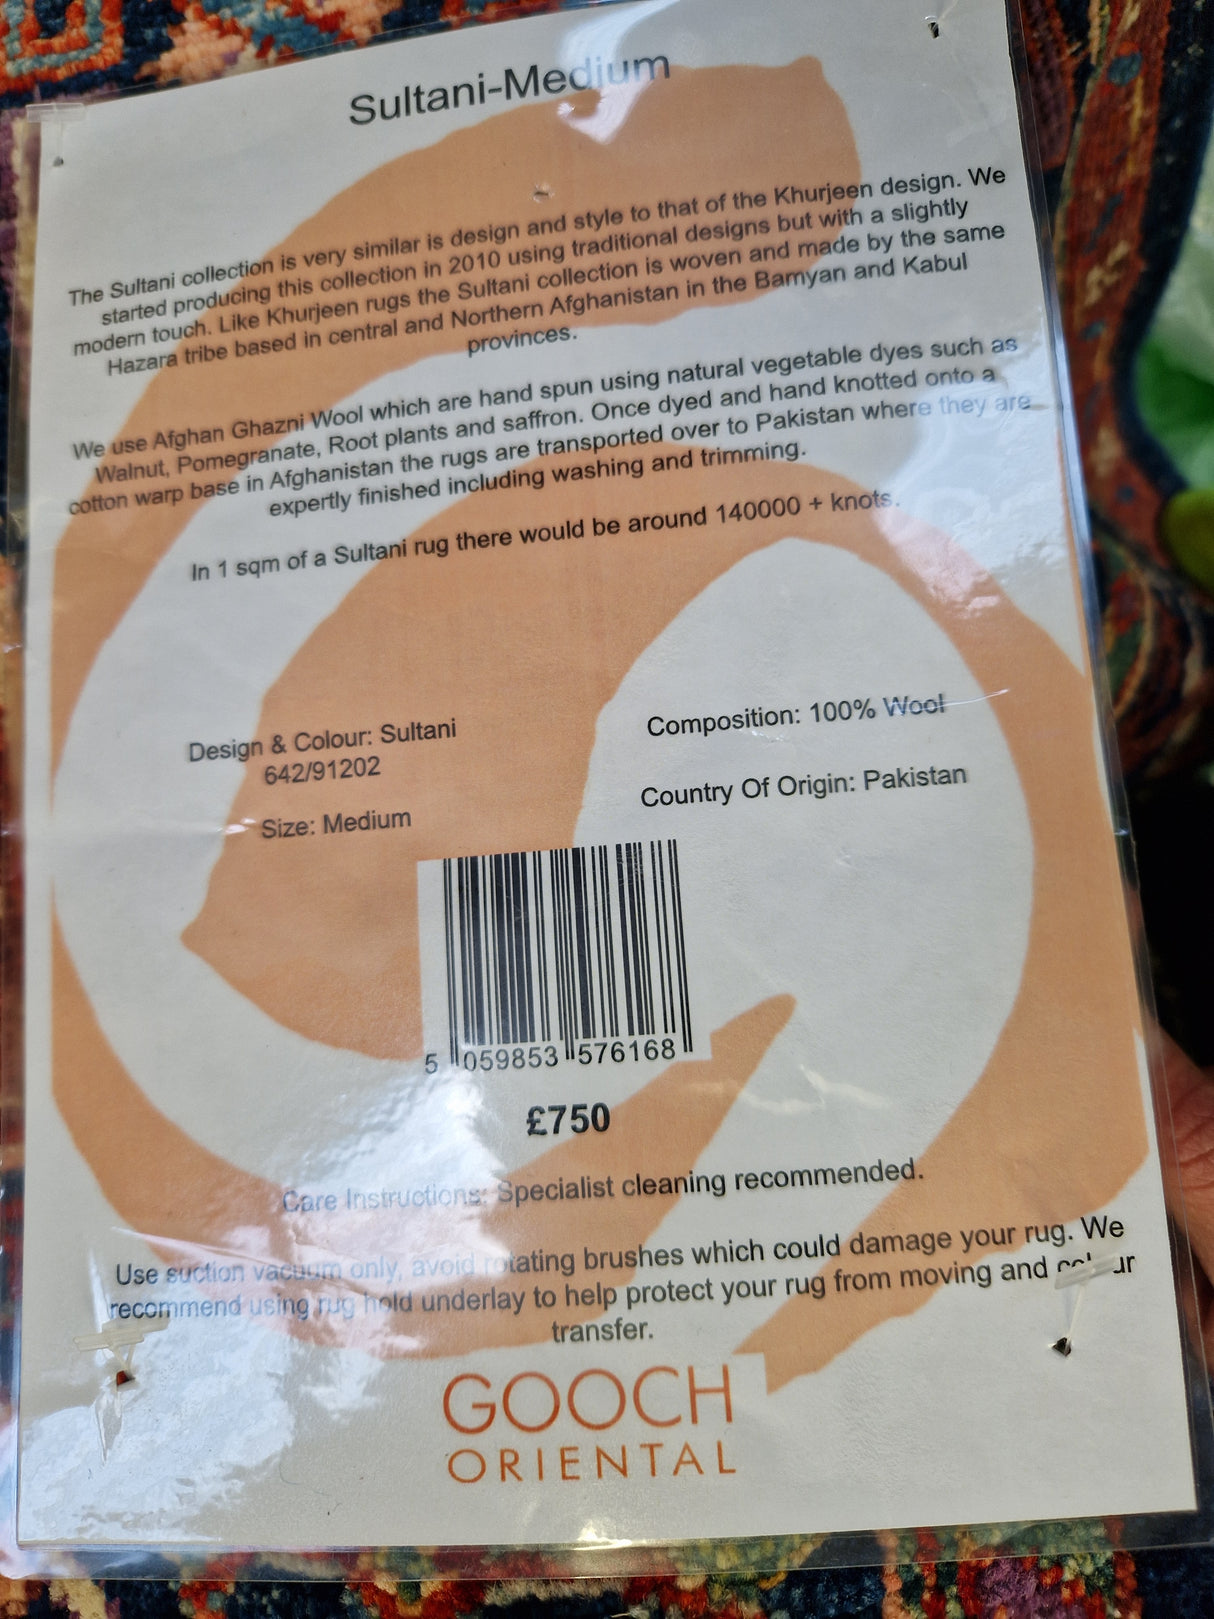 Sultani-Medium
The Sultani collection is very similar is design and style to that of the Khurjeen design. We
started producing this collection in 2010 using traditional designs but with a slightly
modern touch. Like Khurjeen rugs the Sultani collection is woven and made by the same
Hazara tribe based in central and Northern Afghanistan in the Bamyan and Kabul
provinces.
We use Afghan Ghazni Wool which are hand spun using natural vegetable dyes such as
Walnut, Pomegranate, Root plants and saffron. Once dyed and hand knotted onto a
cotton warp base in Afghanistan the rugs are transported over to Pakistan where they are
expertly finished including washing and trimming.
In 1 sqm of a Sultani rug there would be around 140000 + knots.
Design & Colour: Sultani
642/91202
Size: Medium
Composition: 100% Wool
Country Of Origin: Pakistan
5 059853 576168
£750
Care Instructions: Specialist cleaning recommended.
Use suction vacuum only, avoid rotating brushes which could damage your rug. We
recommend using rug hold underlay to help protect your rug from moving and colour
transfer.
GOOCH
ORIENTAL